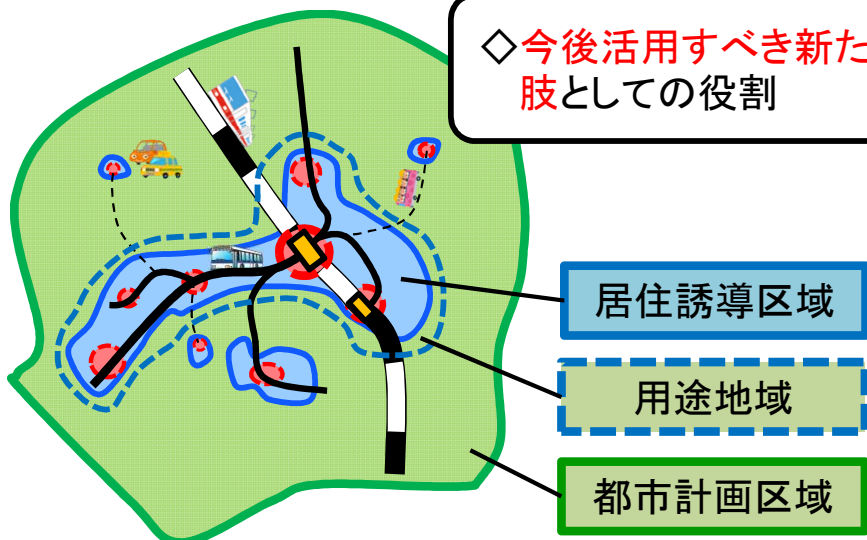 ◇今後活用すべき新た
肢としての役割
居住誘導区域
用途地域
都市計画区域